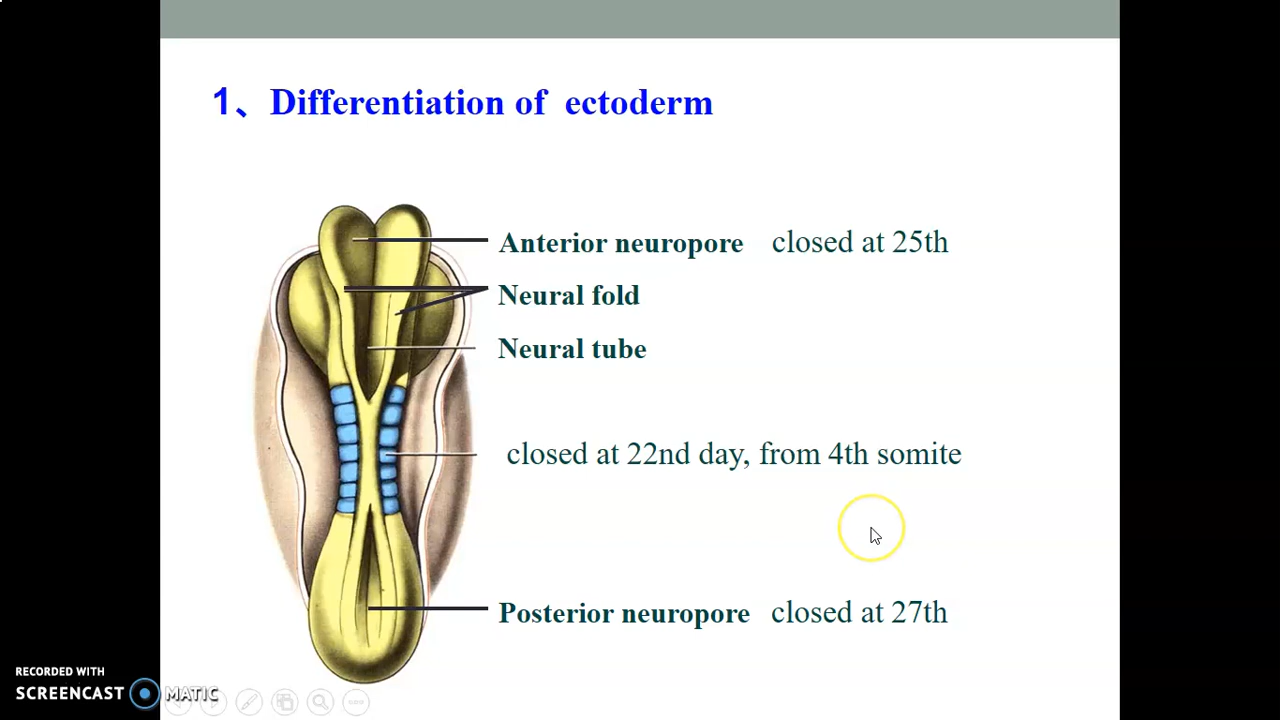 1、Differentiation of ectoderm
Anterior neuropore closed at 25th
Neural fold
Neural tube
closed at 22nd day, from 4th somite
Posterior neuropore closed at 27th
RECORDED WITH
SCREENCAST MATIC